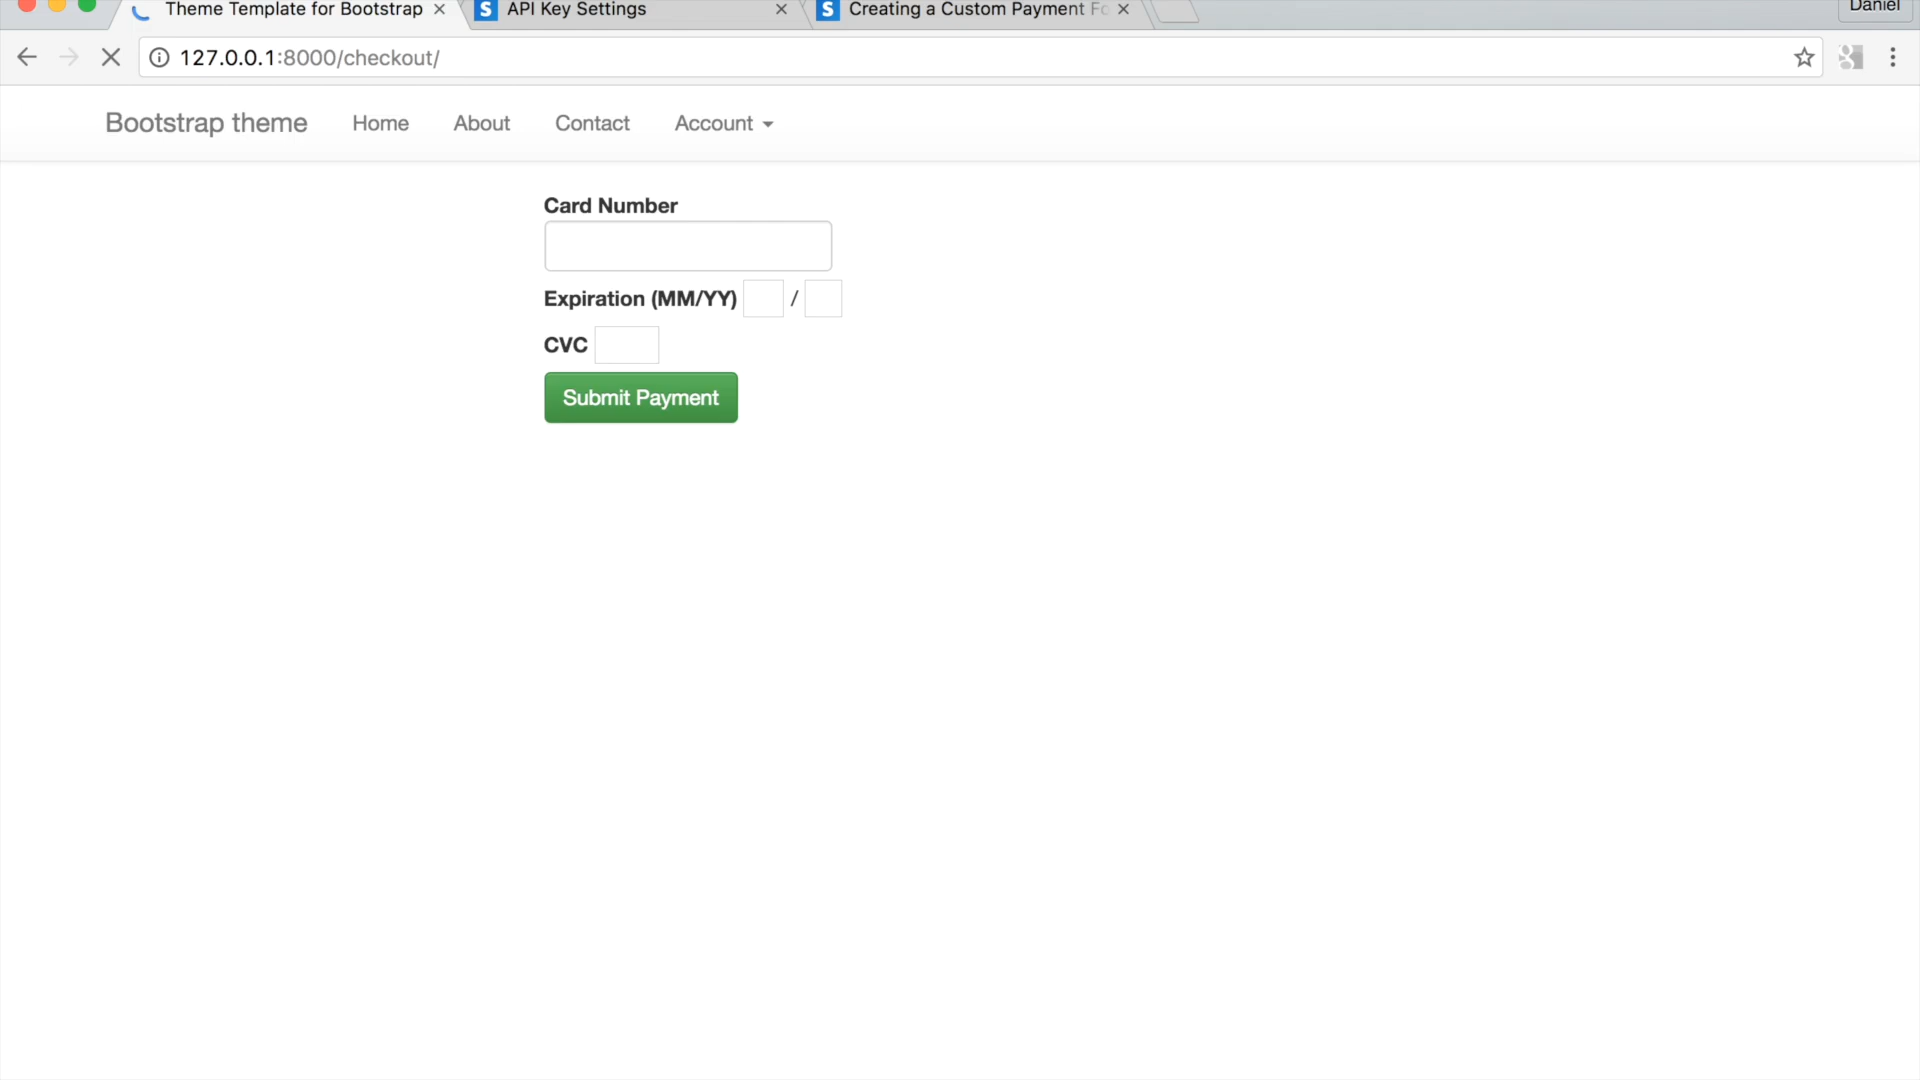 Theme Template for Bootstrap
API Key Settings
Creating a Custom Payment Fo
Daniel
127.0.0.1:8000/checkout/
Bootstrap theme
Home
About
Contact
Account
Card Number
Expiration (MM/YY) /
CVC
Submit Payment